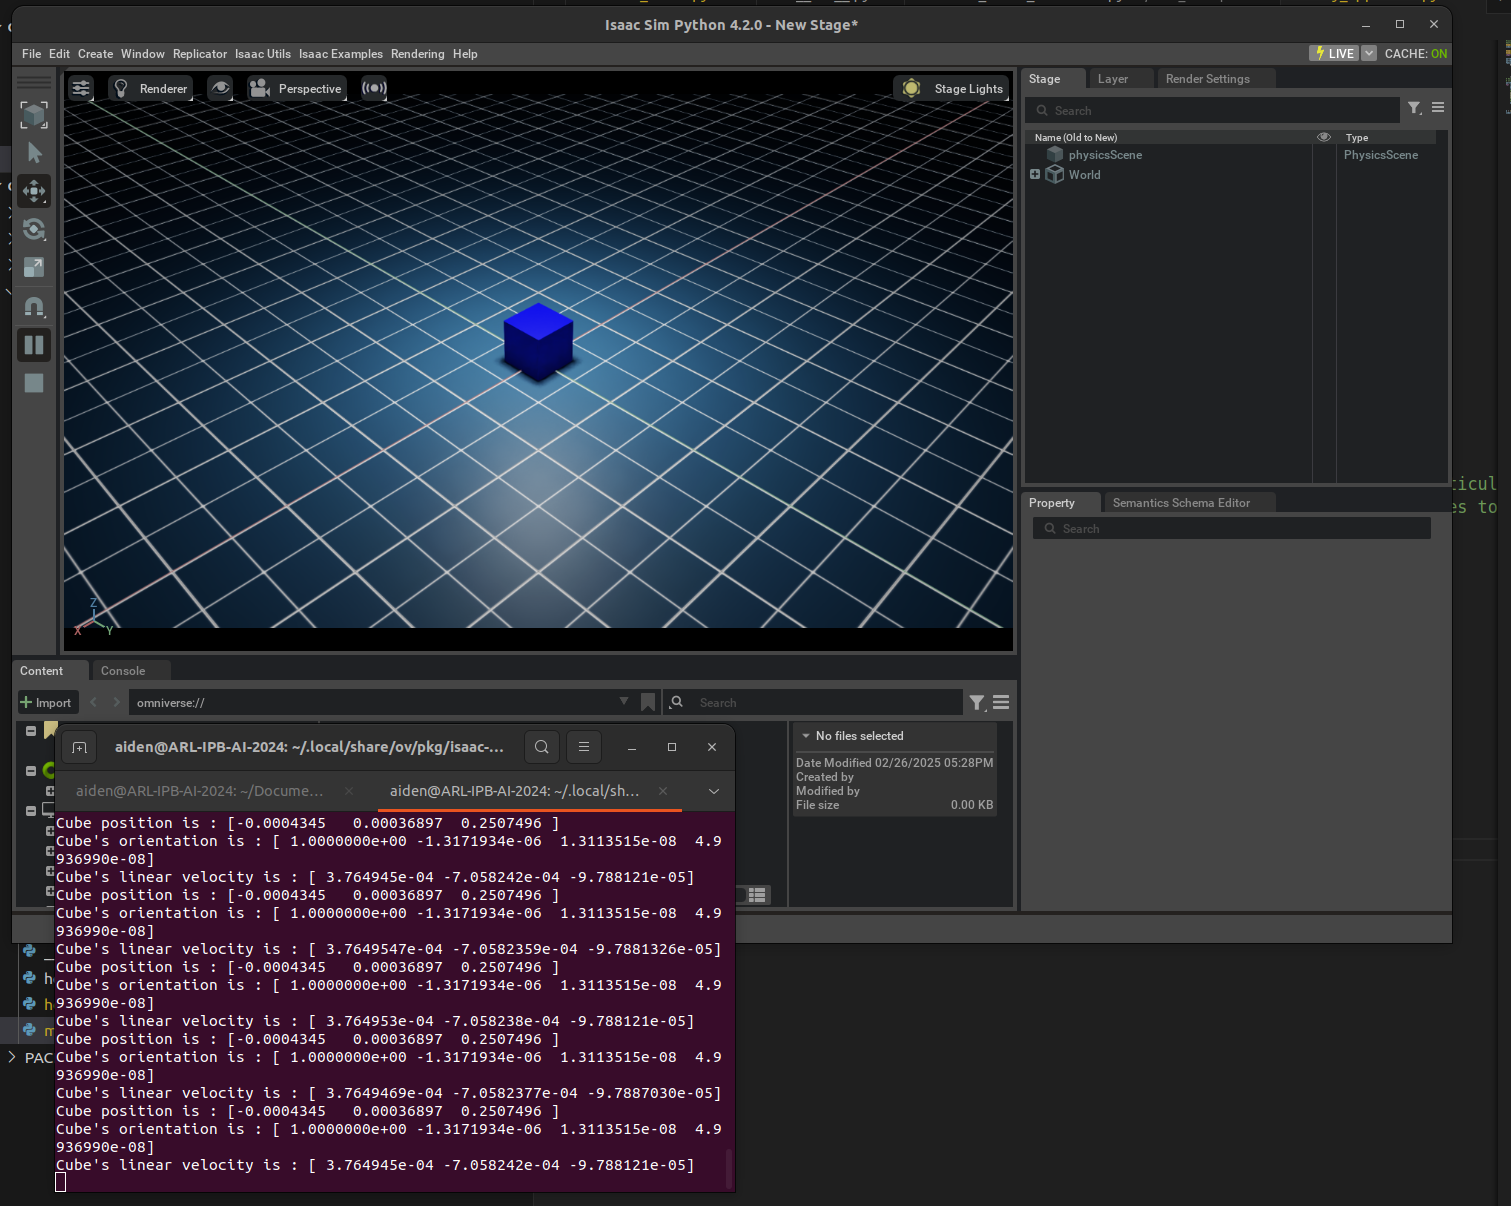 Isaac Sim Python 4.2.0 - New Stage*
File Edit Create Window Replicator Isaac Utils Isaac Examples Rendering Help
LIVE CACHE: ON
Renderer Perspective Stage Lights
Stage Layer Render Settings
Search
Name (Old to New) Type
physicsScene PhysicsScene
World
Z
X Y
Property Semantics Schema Editor
Search
ticul
es to
Content Console
Import omniverse:// Search
No files selected
Date Modified 02/26/2025 05:28PM
Created by
Modified by
File size 0.00 KB
aiden@ARL-IPB-AI-2024: ~/.local/share/ov/pkg/isaac-...
aiden@ARL-IPB-AI-2024: ~/Docume... aiden@ARL-IPB-AI-2024: ~/.local/sh...
Cube position is : [-0.0004345   0.00036897  0.2507496 ]
Cube's orientation is : [ 1.0000000e+00 -1.3171934e-06  1.3113515e-08  4.9
936990e-08]
Cube's linear velocity is : [ 3.764945e-04 -7.058242e-04 -9.788121e-05]
Cube position is : [-0.0004345   0.00036897  0.2507496 ]
Cube's orientation is : [ 1.0000000e+00 -1.3171934e-06  1.3113515e-08  4.9
936990e-08]
Cube's linear velocity is : [ 3.7649547e-04 -7.0582359e-04 -9.7881326e-05]
Cube position is : [-0.0004345   0.00036897  0.2507496 ]
Cube's orientation is : [ 1.0000000e+00 -1.3171934e-06  1.3113515e-08  4.9
936990e-08]
Cube's linear velocity is : [ 3.764953e-04 -7.058238e-04 -9.788121e-05]
Cube position is : [-0.0004345   0.00036897  0.2507496 ]
Cube's orientation is : [ 1.0000000e+00 -1.3171934e-06  1.3113515e-08  4.9
936990e-08]
Cube's linear velocity is : [ 3.7649469e-04 -7.0582377e-04 -9.7887030e-05]
Cube position is : [-0.0004345   0.00036897  0.2507496 ]
Cube's orientation is : [ 1.0000000e+00 -1.3171934e-06  1.3113515e-08  4.9
936990e-08]
Cube's linear velocity is : [ 3.764945e-04 -7.058242e-04 -9.788121e-05]
PAC